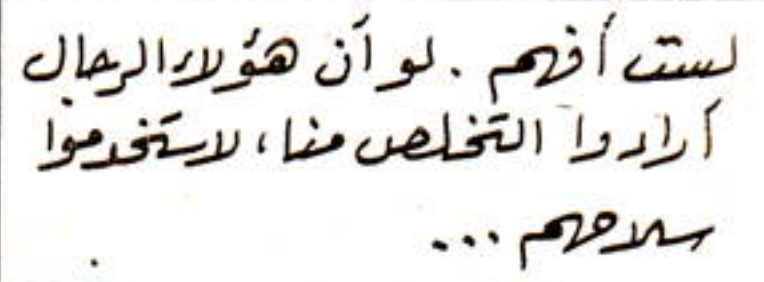 لست أفهم . لو أن هؤلاء الرجال
أرادوا التخلص منا، لاستخدموا
سلاحهم ...